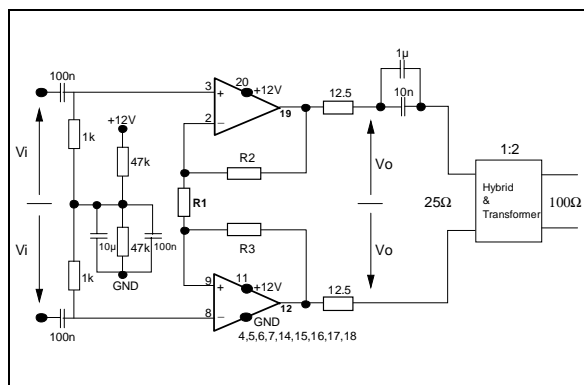 1µ
100n
3
20
+12V
+
12.5
10n
+12V
2
–
19
Vi
1k
47k
R2
Vo
1:2
R1
25Ω
Hybrid
&
Transformer
100Ω
10µ
47k
100n
R3
Vi
1k
GND
9
+
11
+12V
12
12.5
Vo
8
–
GND
100n
4,5,6,7,14,15,16,17,18